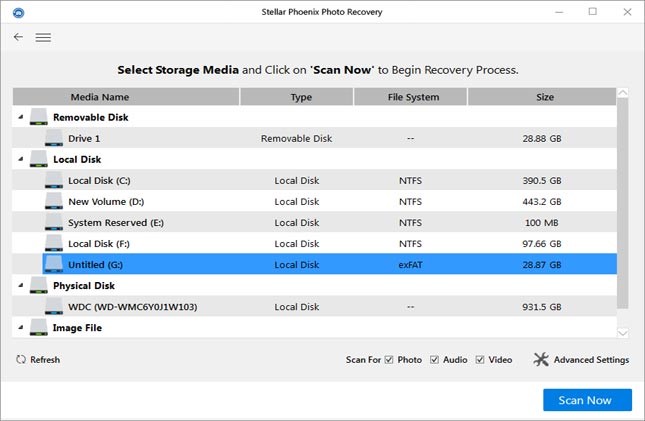 Stellar Phoenix Photo Recovery
Select Storage Media and Click on 'Scan Now' to Begin Recovery Process.
Media Name Type File System Size
Removable Disk
Drive 1 Removable Disk -- 28.88 GB
Local Disk
Local Disk (C:) Local Disk NTFS 390.5 GB
New Volume (D:) Local Disk NTFS 443.2 GB
System Reserved (E:) Local Disk NTFS 100 MB
Local Disk (F:) Local Disk NTFS 97.66 GB
Untitled (G:) Local Disk exFAT 28.87 GB
Physical Disk
WDC (WD-WMC6Y0J1W103) Local Disk -- 931.5 GB
Image File
Refresh Scan For Photo Audio Video Advanced Settings
Scan Now